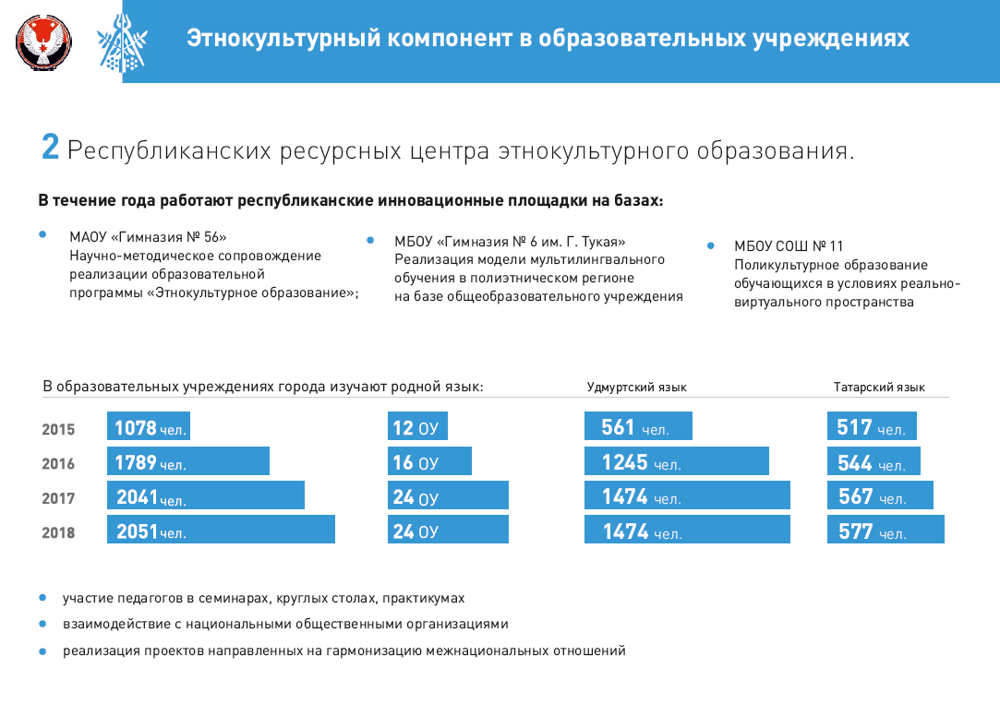 Этнокультурный компонент в образовательных учреждениях
2 Республиканских ресурсных центра этнокультурного образования.
В течение года работают республиканские инновационные площадки на базах:
МАОУ «Гимназия № 56»
Научно-методическое сопровождение
реализации образовательной
программы «Этнокультурное образование»;
МБОУ «Гимназия № 6 им. Г. Тукая»
Реализация модели мультилингвального
обучения в полиэтническом регионе
на базе общеобразовательного учреждения
МБОУ СОШ № 11
Поликультурное образование
обучающихся в условиях реально-
виртуального пространства
В образовательных учреждениях города изучают родной язык: Удмуртский язык Татарский язык
2015 1078 чел. 12 ОУ 561 чел. 517 чел.
2016 1789 чел. 16 ОУ 1245 чел. 544 чел.
2017 2041 чел. 24 ОУ 1474 чел. 567 чел.
2018 2051 чел. 24 ОУ 1474 чел. 577 чел.
участие педагогов в семинарах, круглых столах, практикумах
взаимодействие с национальными общественными организациями
реализация проектов направленных на гармонизацию межнациональных отношений